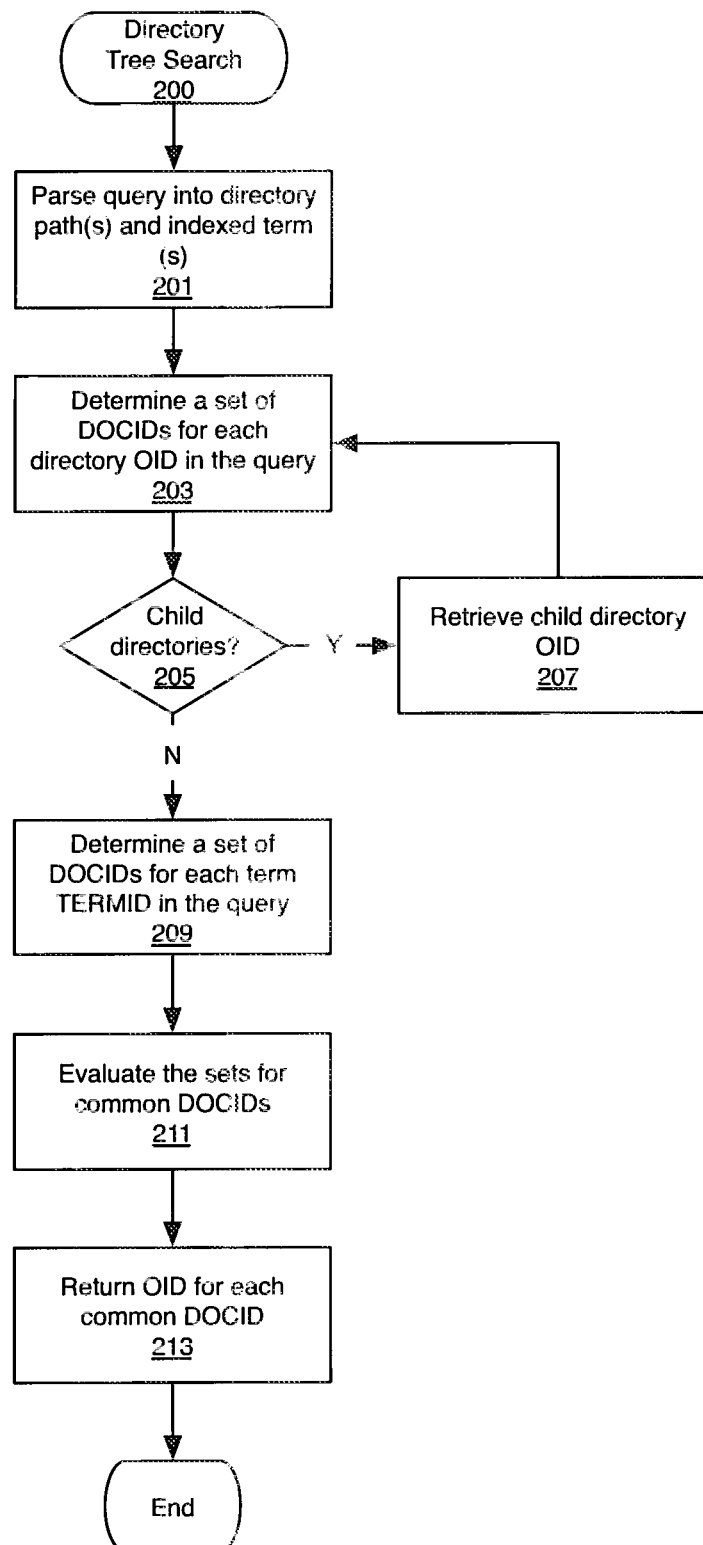 Directory
Tree Search
200
Parse query into directory
path(s) and indexed term
(s)
201
Determine a set of
DOCIDs for each
directory OID in the query
203
Child
directories?
205
Y
Retrieve child directory
OID
207
N
Determine a set of
DOCIDs for each term
TERMID in the query
209
Evaluate the sets for
common DOCIDs
211
Return OID for each
common DOCID
213
End